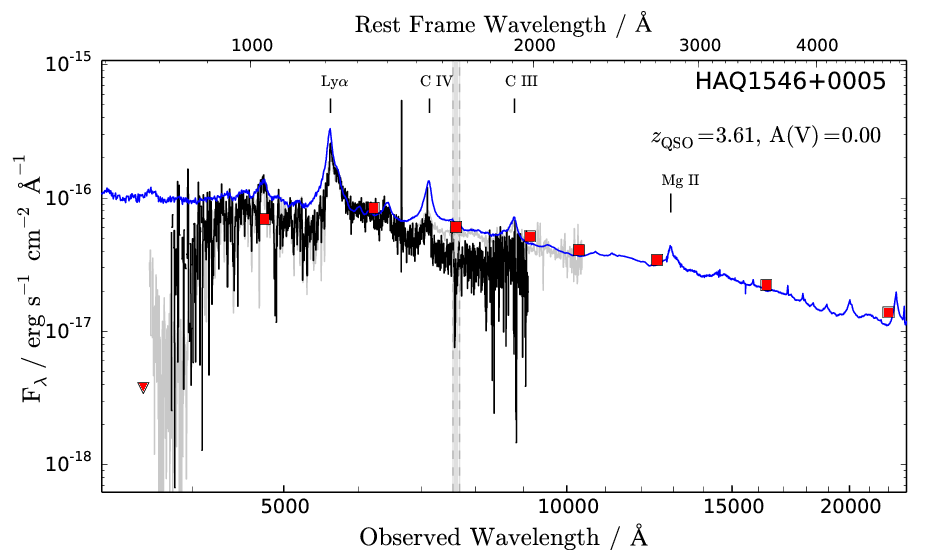 Rest Frame Wavelength / Å
1000 2000 3000 4000
10⁻¹⁵
HAQ1546+0005
Lyα C IV C III
z_QSO=3.61, A(V)=0.00
Mg II
10⁻¹⁶
10⁻¹⁷
10⁻¹⁸
F_λ / erg s⁻¹ cm⁻² Å⁻¹
5000 10000 15000 20000
Observed Wavelength / Å